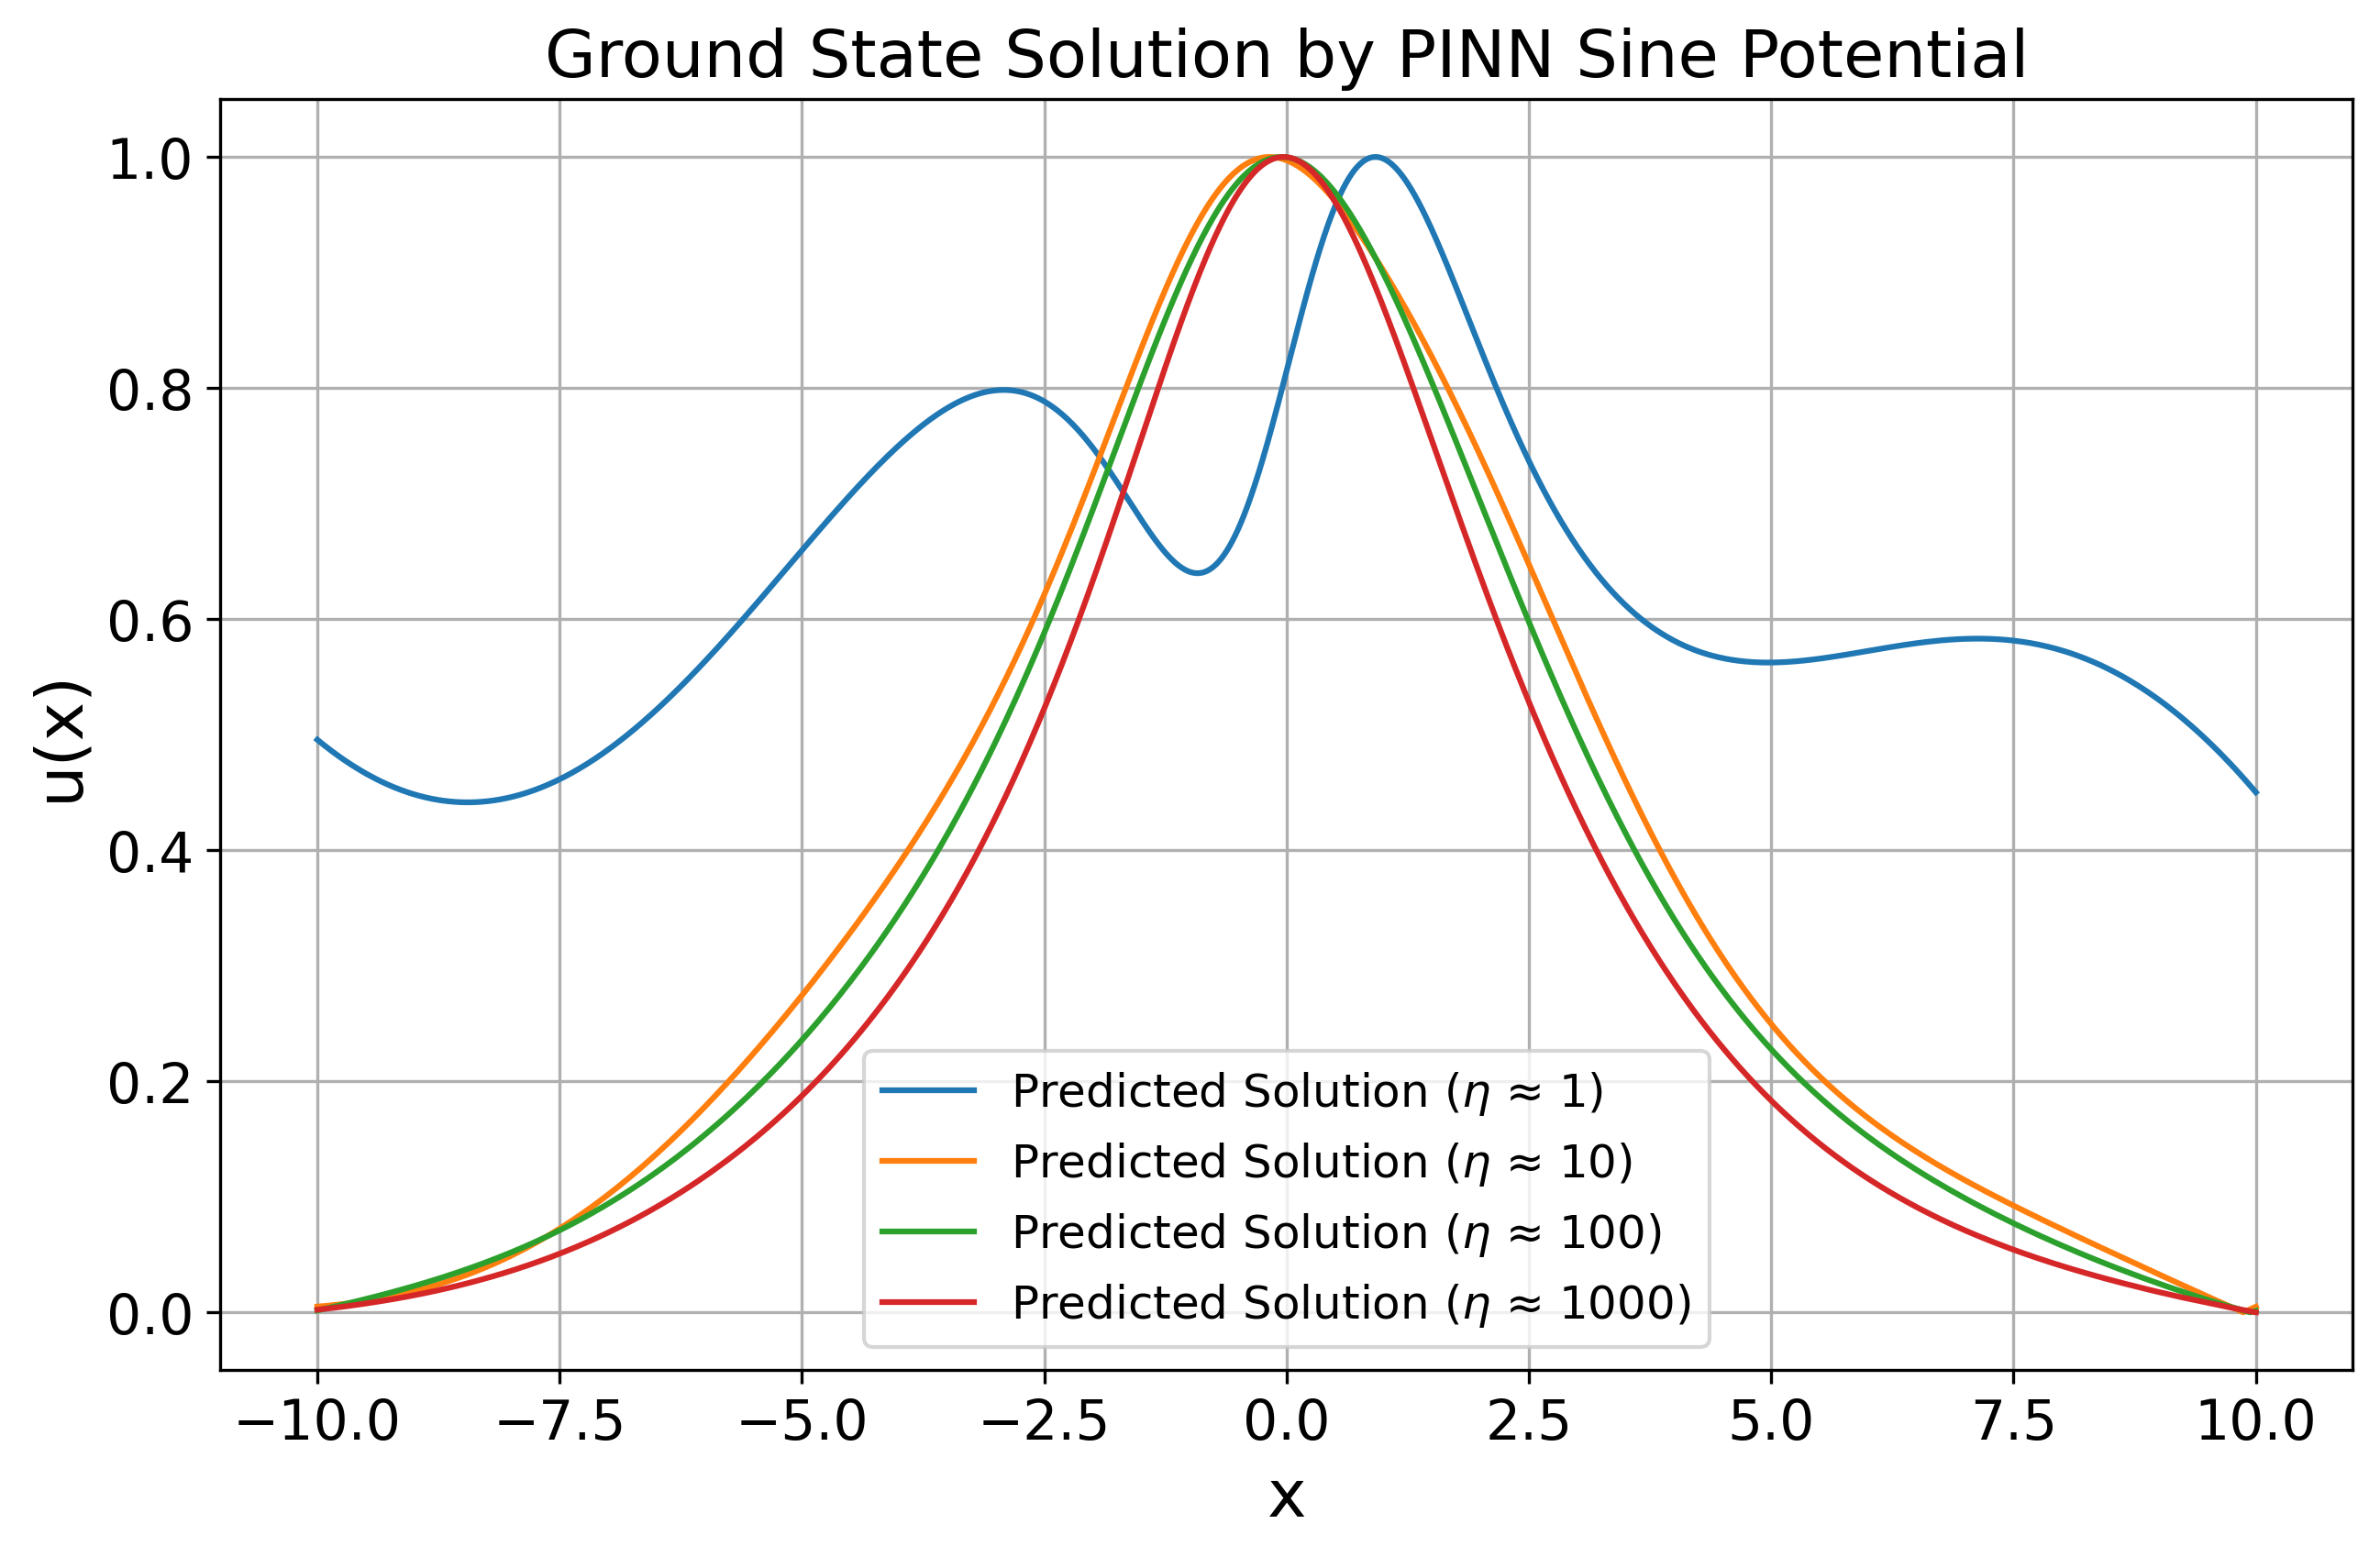 Ground State Solution by PINN Sine Potential
1.0
0.8
0.6
0.4
0.2
0.0
u(x)
Predicted Solution (η ≈ 1)
Predicted Solution (η ≈ 10)
Predicted Solution (η ≈ 100)
Predicted Solution (η ≈ 1000)
−10.0 −7.5 −5.0 −2.5 0.0 2.5 5.0 7.5 10.0
x